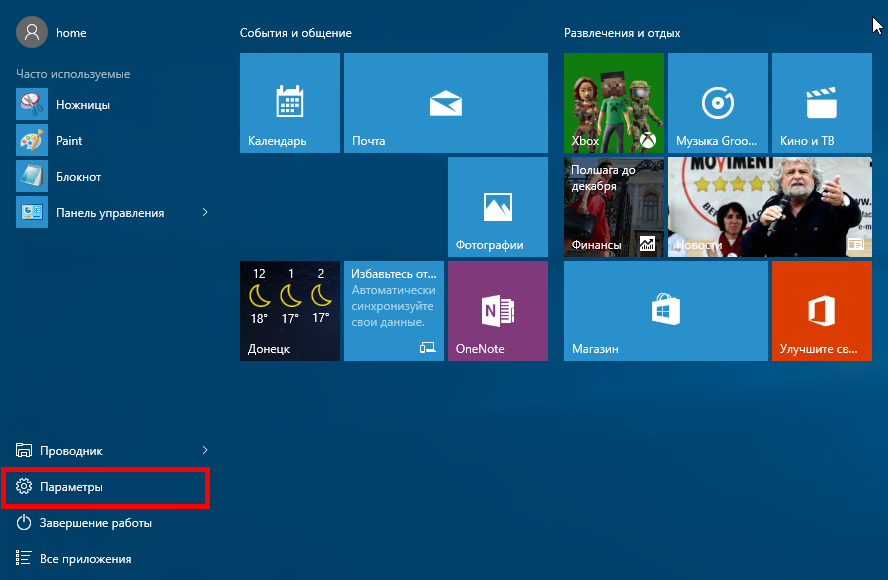 home
Часто используемые
Ножницы
Paint
Блокнот
Панель управления
Проводник
Параметры
Завершение работы
Все приложения
События и общение
Календарь
Почта
Фотографии
12 1 2
18° 17° 17°
Донецк
Избавьтесь от...
Автоматически
синхронизуйте
свои данные.
OneNote
Развлечения и отдых
Xbox
Музыка Groo...
Кино и ТВ
Полшага до
декабря
Финансы
MOVIMENT
Новости
Магазин
Улучшите св...